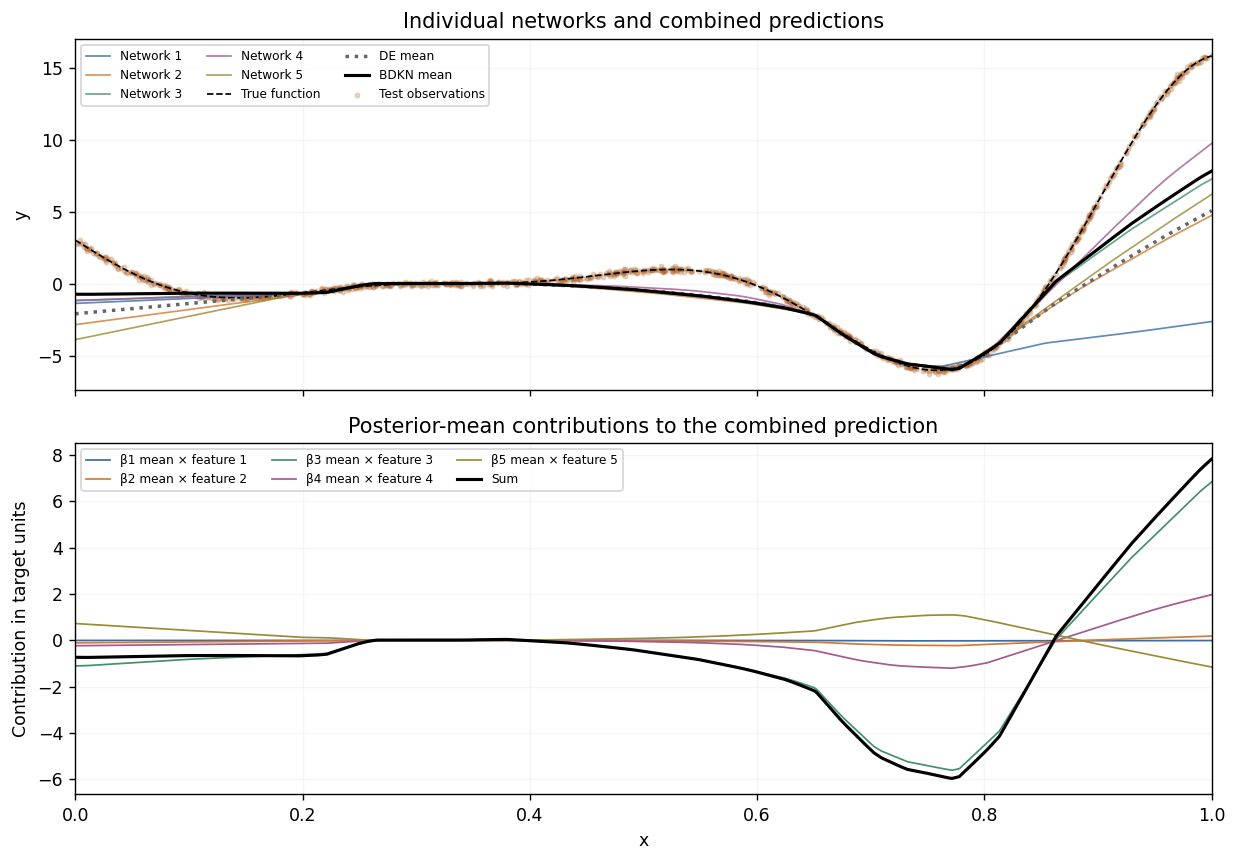 Individual networks and combined predictions
Network 1 Network 4 DE mean
Network 2 Network 5 BDKN mean
Network 3 True function Test observations
15
10
5
0
−5
y
Posterior-mean contributions to the combined prediction
β1 mean × feature 1 β3 mean × feature 3 β5 mean × feature 5
β2 mean × feature 2 β4 mean × feature 4 Sum
8
6
4
2
0
−2
−4
−6
Contribution in target units
0.0 0.2 0.4 0.6 0.8 1.0
x